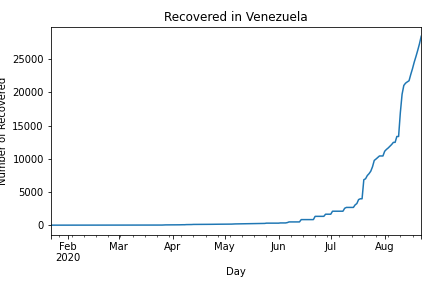 Recovered in Venezuela
Number of Recovered
25000
20000
15000
10000
5000
0
Feb Mar Apr May Jun Jul Aug
2020
Day